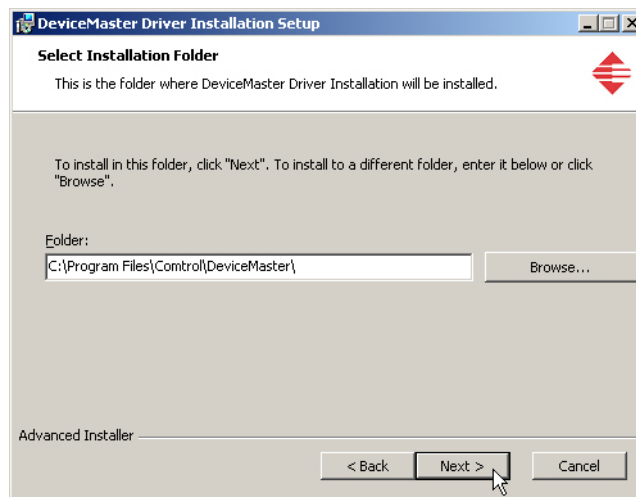 DeviceMaster Driver Installation Setup
Select Installation Folder
This is the folder where DeviceMaster Driver Installation will be installed.
To install in this folder, click "Next". To install to a different folder, enter it below or click
"Browse".
Folder:
C:\Program Files\Comtrol\DeviceMaster\
Browse...
Advanced Installer
< Back
Next >
Cancel